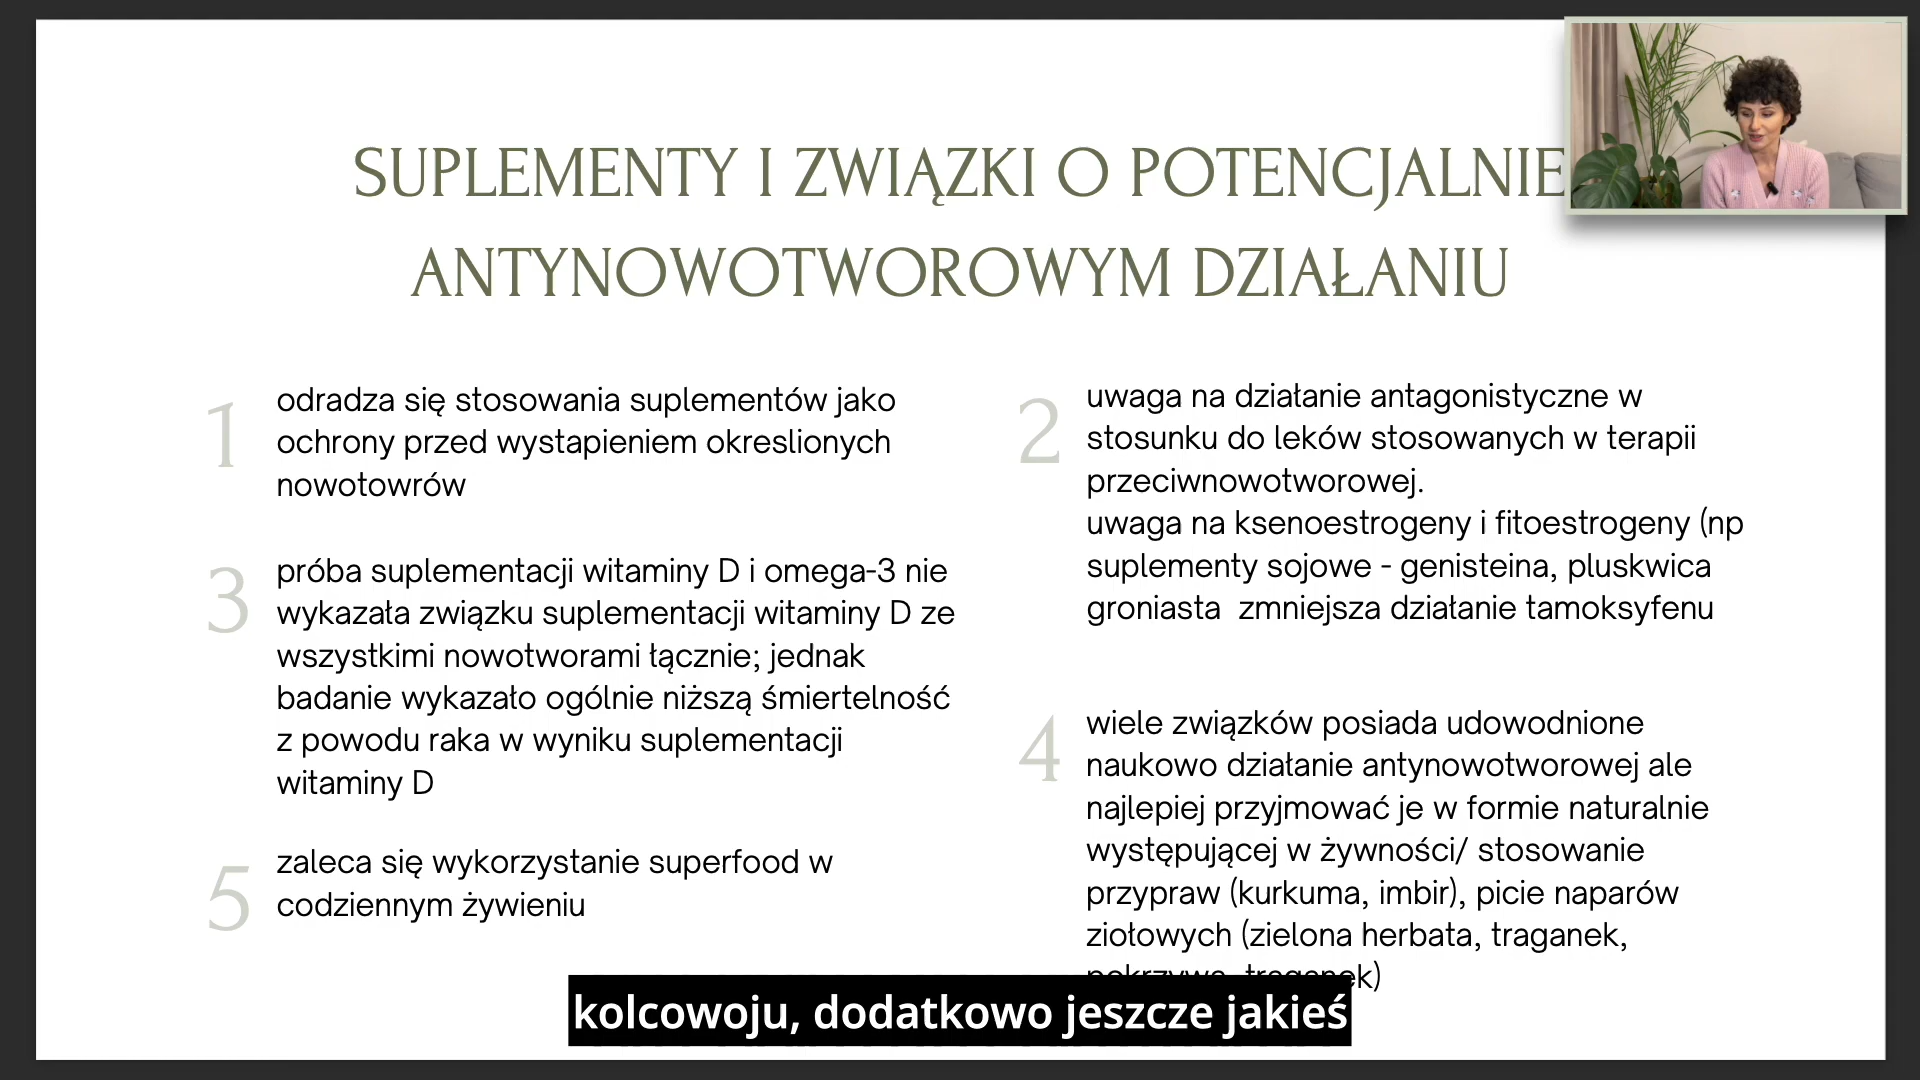 SUPLEMENTY I ZWIĄZKI O POTENCJALNIE
ANTYNOWOTWOROWYM DZIAŁANIU
1
odradza się stosowania suplementów jako
ochrony przed wystapieniem okreslionych
nowotowrów
2
uwaga na działanie antagonistyczne w
stosunku do leków stosowanych w terapii
przeciwnowotworowej.
uwaga na ksenoestrogeny i fitoestrogeny (np
suplementy sojowe - genisteina, pluskwica
groniasta zmniejsza działanie tamoksyfenu
3
próba suplementacji witaminy D i omega-3 nie
wykazała związku suplementacji witaminy D ze
wszystkimi nowotworami łącznie; jednak
badanie wykazało ogólnie niższą śmiertelność
z powodu raka w wyniku suplementacji
witaminy D
4
wiele związków posiada udowodnione
naukowo działanie antynowotworowej ale
najlepiej przyjmować je w formie naturalnie
występującej w żywności/ stosowanie
przypraw (kurkuma, imbir), picie naparów
ziołowych (zielona herbata, traganek,
pokrzywa, traganek)
5
zaleca się wykorzystanie superfood w
codziennym żywieniu
kolcowoju, dodatkowo jeszcze jakieś